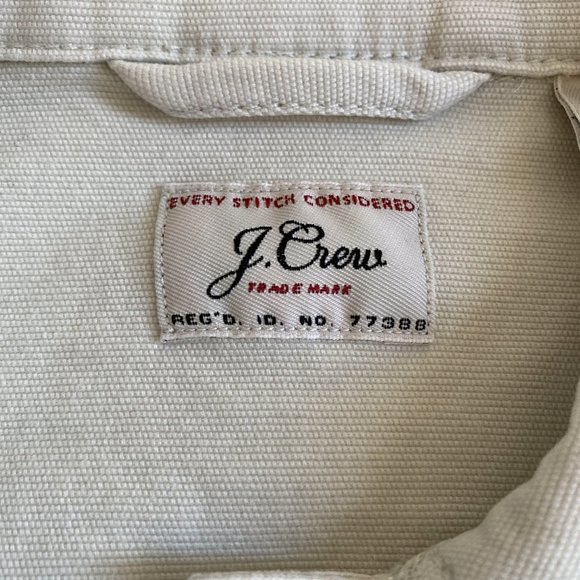 EVERY STITCH CONSIDERED
J.Crew
TRADE MARK
REG'D. ID. NO. 77388